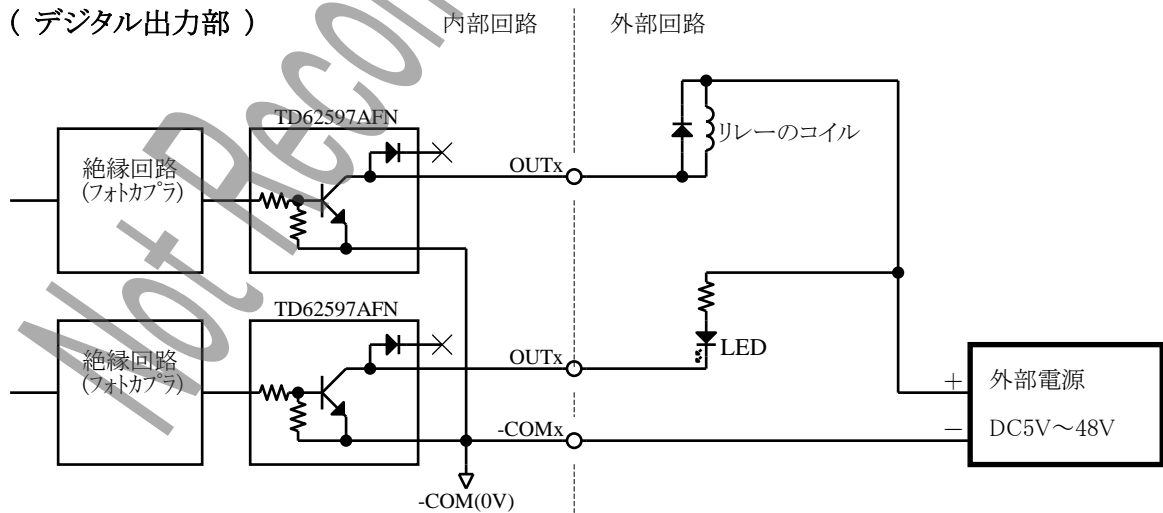 ( デジタル出力部 )
内部回路
外部回路
TD62597AFN
絶縁回路
(フォトカプラ)
OUTx
リレーのコイル
TD62597AFN
絶縁回路
(フォトカプラ)
OUTx
LED
+
外部電源
-COMx
−
DC5V～48V
-COM(0V)
Not Recom